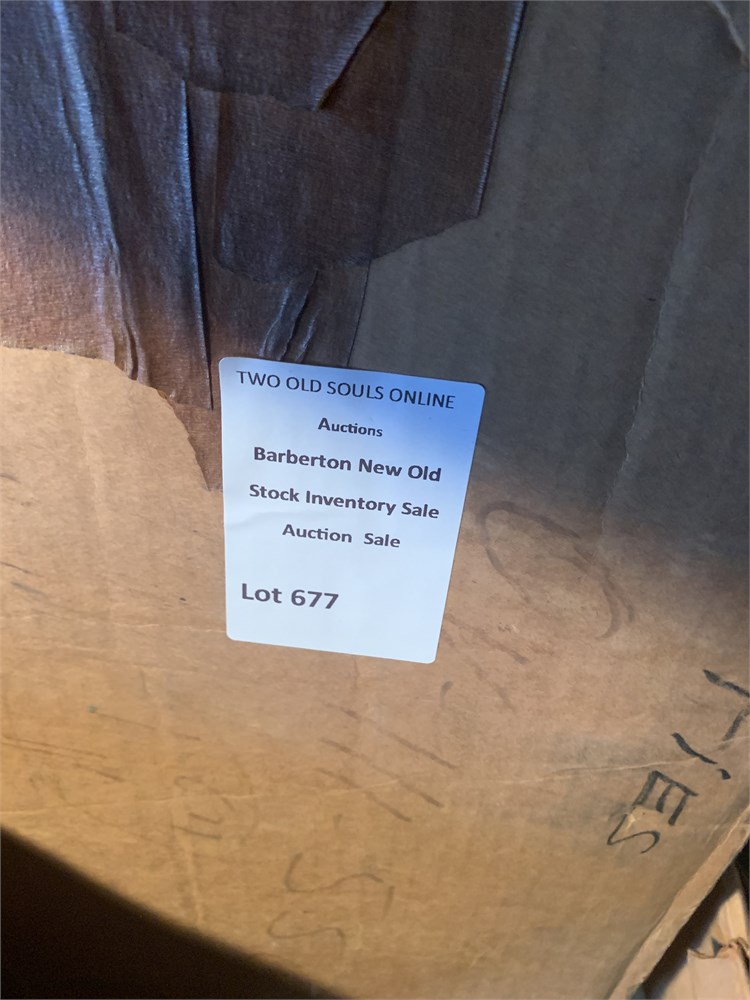 TWO OLD SOULS ONLINE
Auctions
Barberton New Old
Stock Inventory Sale
Auction Sale
Lot 677